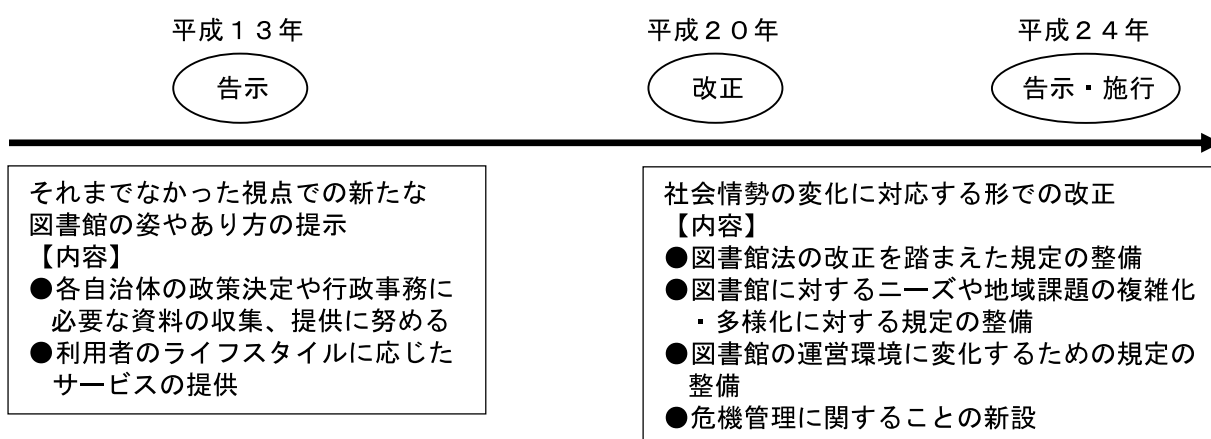 平成１３年
平成２０年
平成２４年
告示
改正
告示・施行
それまでなかった視点での新たな
図書館の姿やあり方の提示
【内容】
●各自治体の政策決定や行政事務に
必要な資料の収集、提供に努める
●利用者のライフスタイルに応じた
サービスの提供
社会情勢の変化に対応する形での改正
【内容】
●図書館法の改正を踏まえた規定の整備
●図書館に対するニーズや地域課題の複雑化
・多様化に対する規定の整備
●図書館の運営環境に変化するための規定の
整備
●危機管理に関することの新設